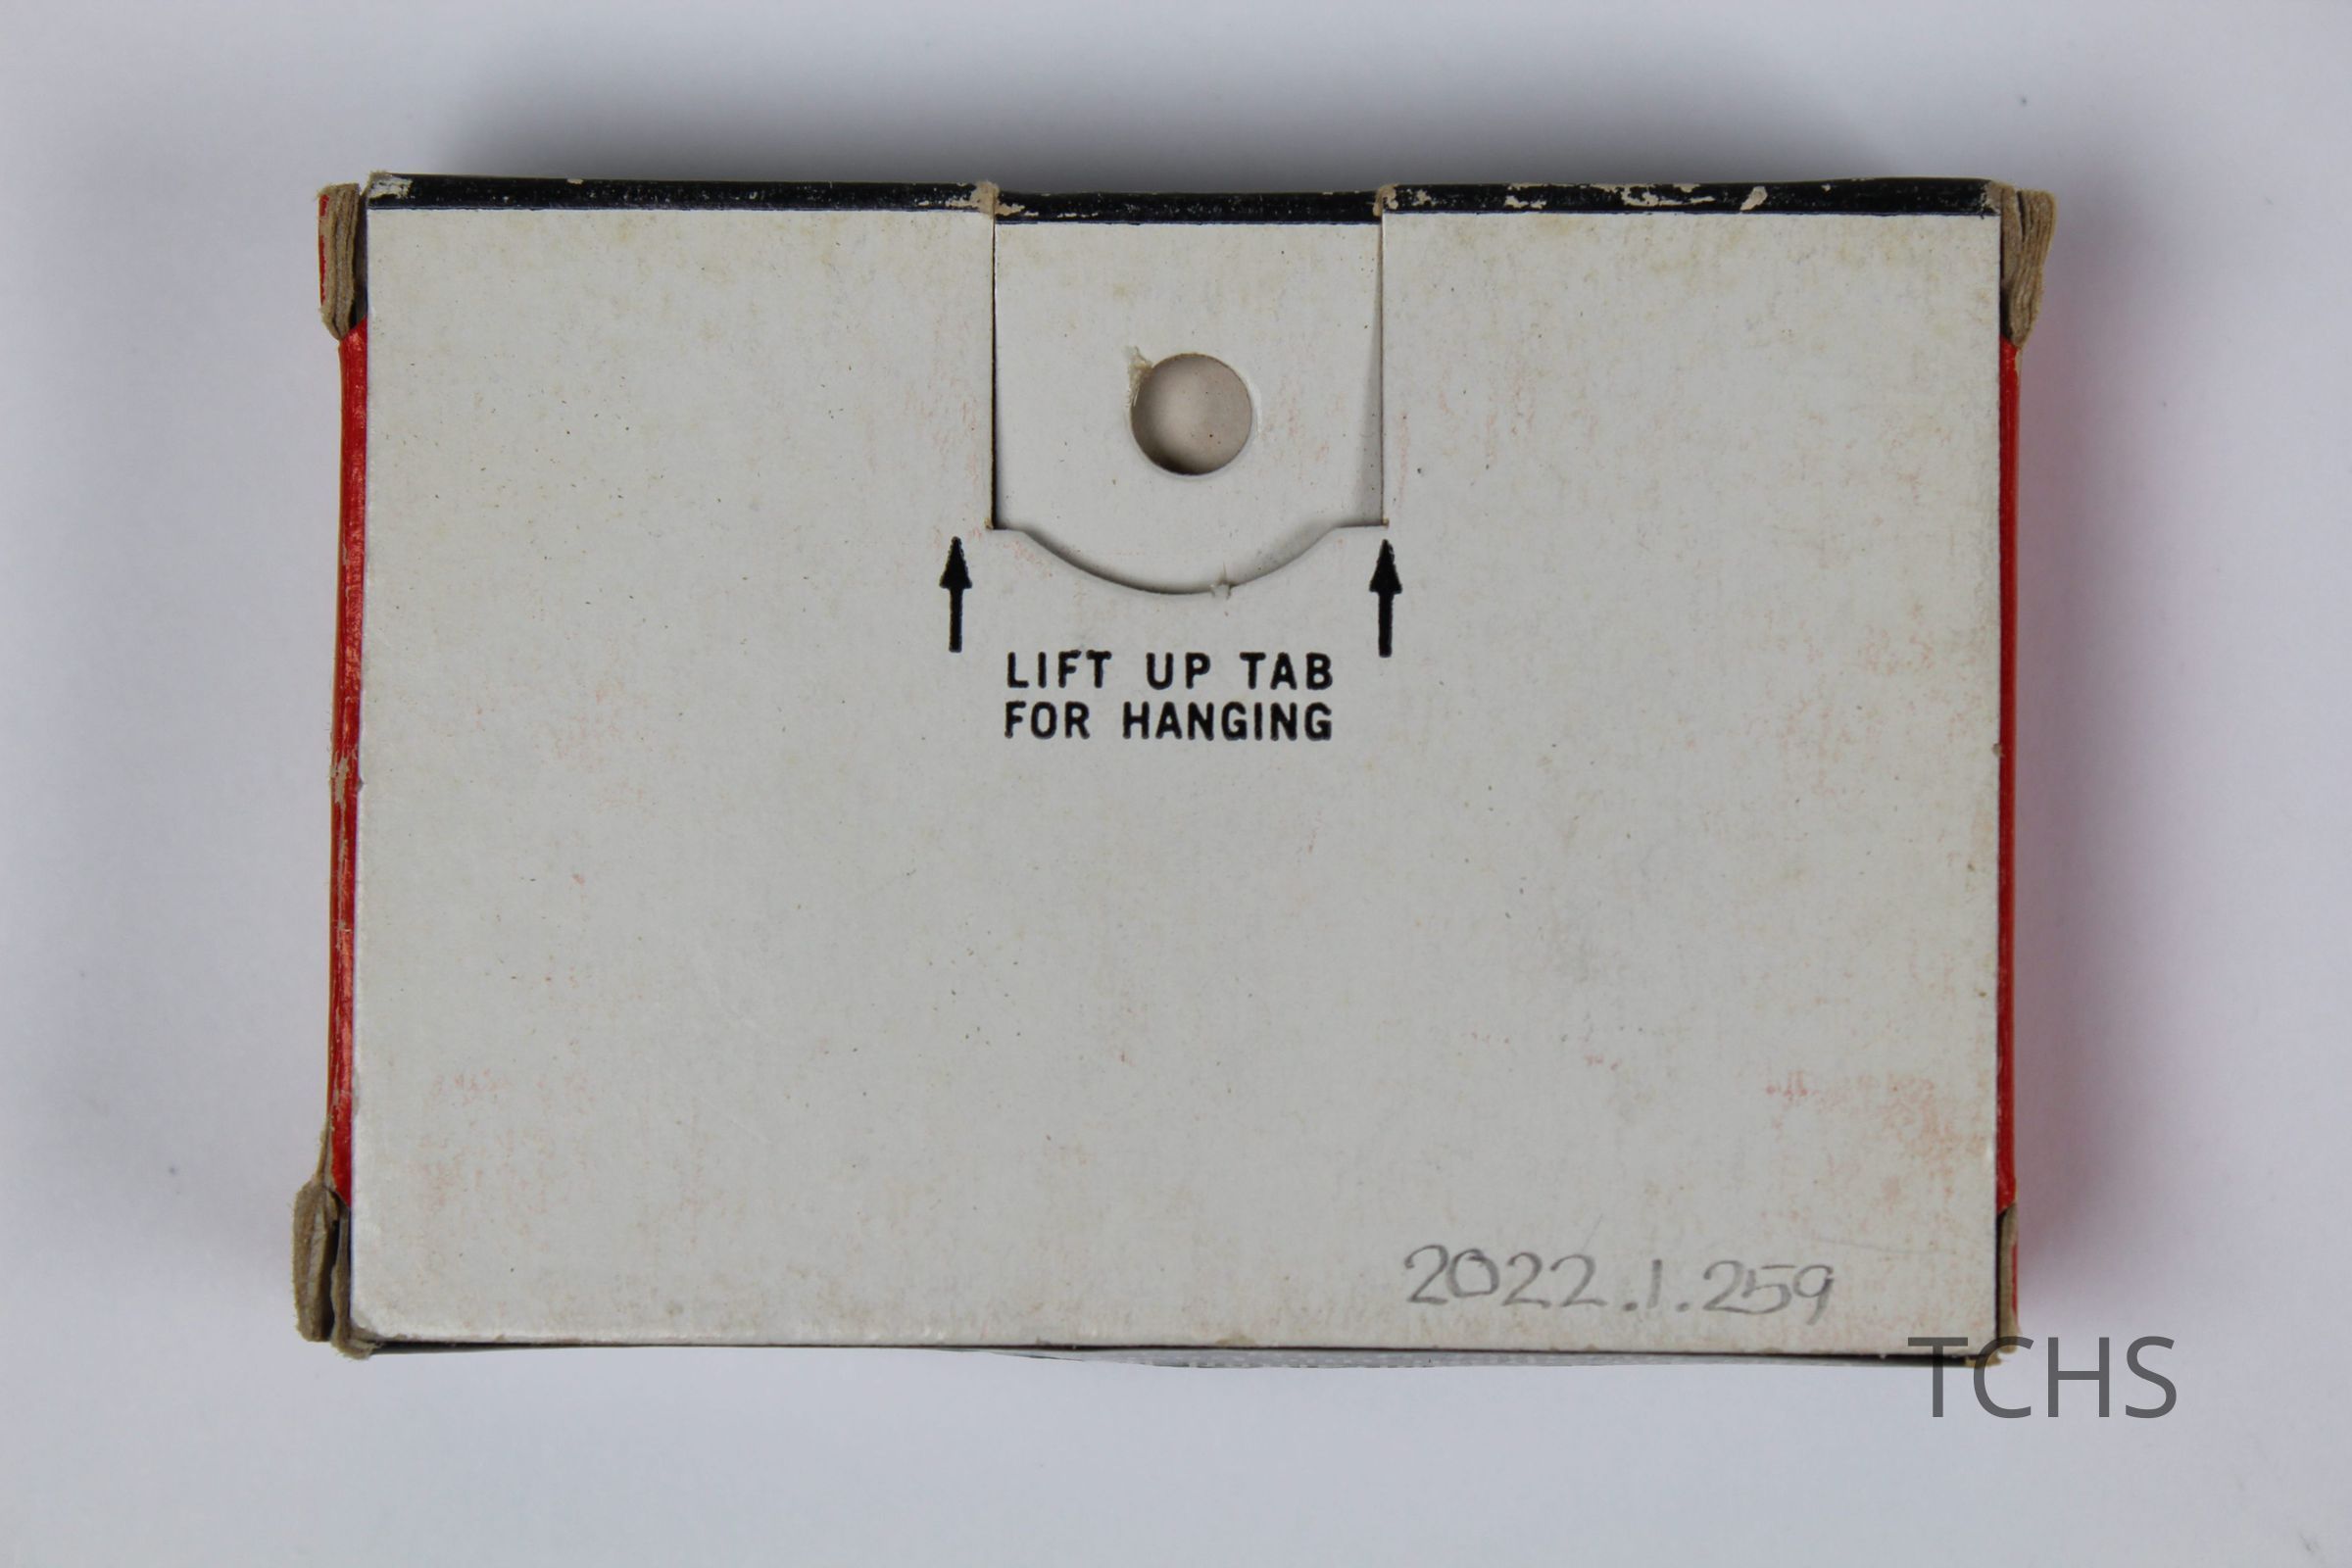 LIFT UP TAB
FOR HANGING
2022.1.259
TCHS